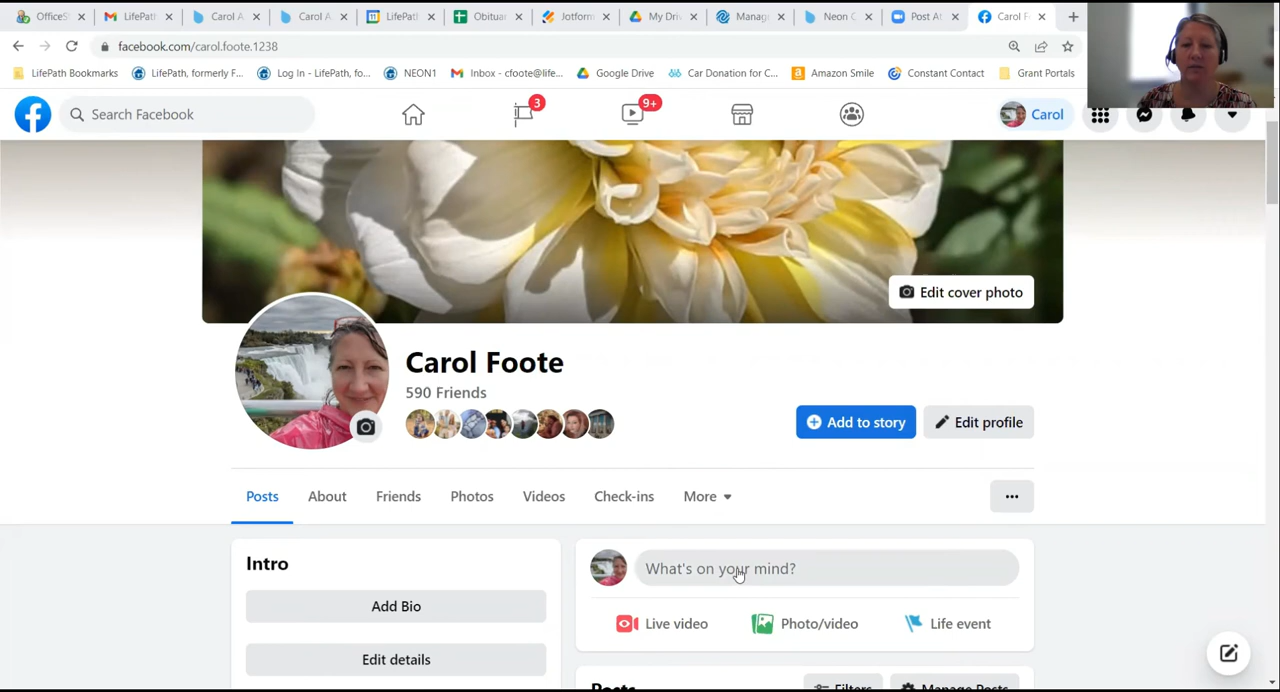 OfficeS
LifePath
Carol A
Carol A
LifePath
Obituar
Jotform
My Driv
Manage
Neon C
Post At
Carol F
facebook.com/carol.foote.1238
LifePath Bookmarks
LifePath, formerly F...
Log In - LifePath, fo...
NEON1
Inbox - cfoote@life...
Google Drive
Car Donation for C...
Amazon Smile
Constant Contact
Grant Portals
Search Facebook
3
9+
Carol
Edit cover photo
Carol Foote
590 Friends
Add to story
Edit profile
Posts
About
Friends
Photos
Videos
Check-ins
More
Intro
What's on your mind?
Add Bio
Live video
Photo/video
Life event
Edit details
Posts
Filters
Manage Posts